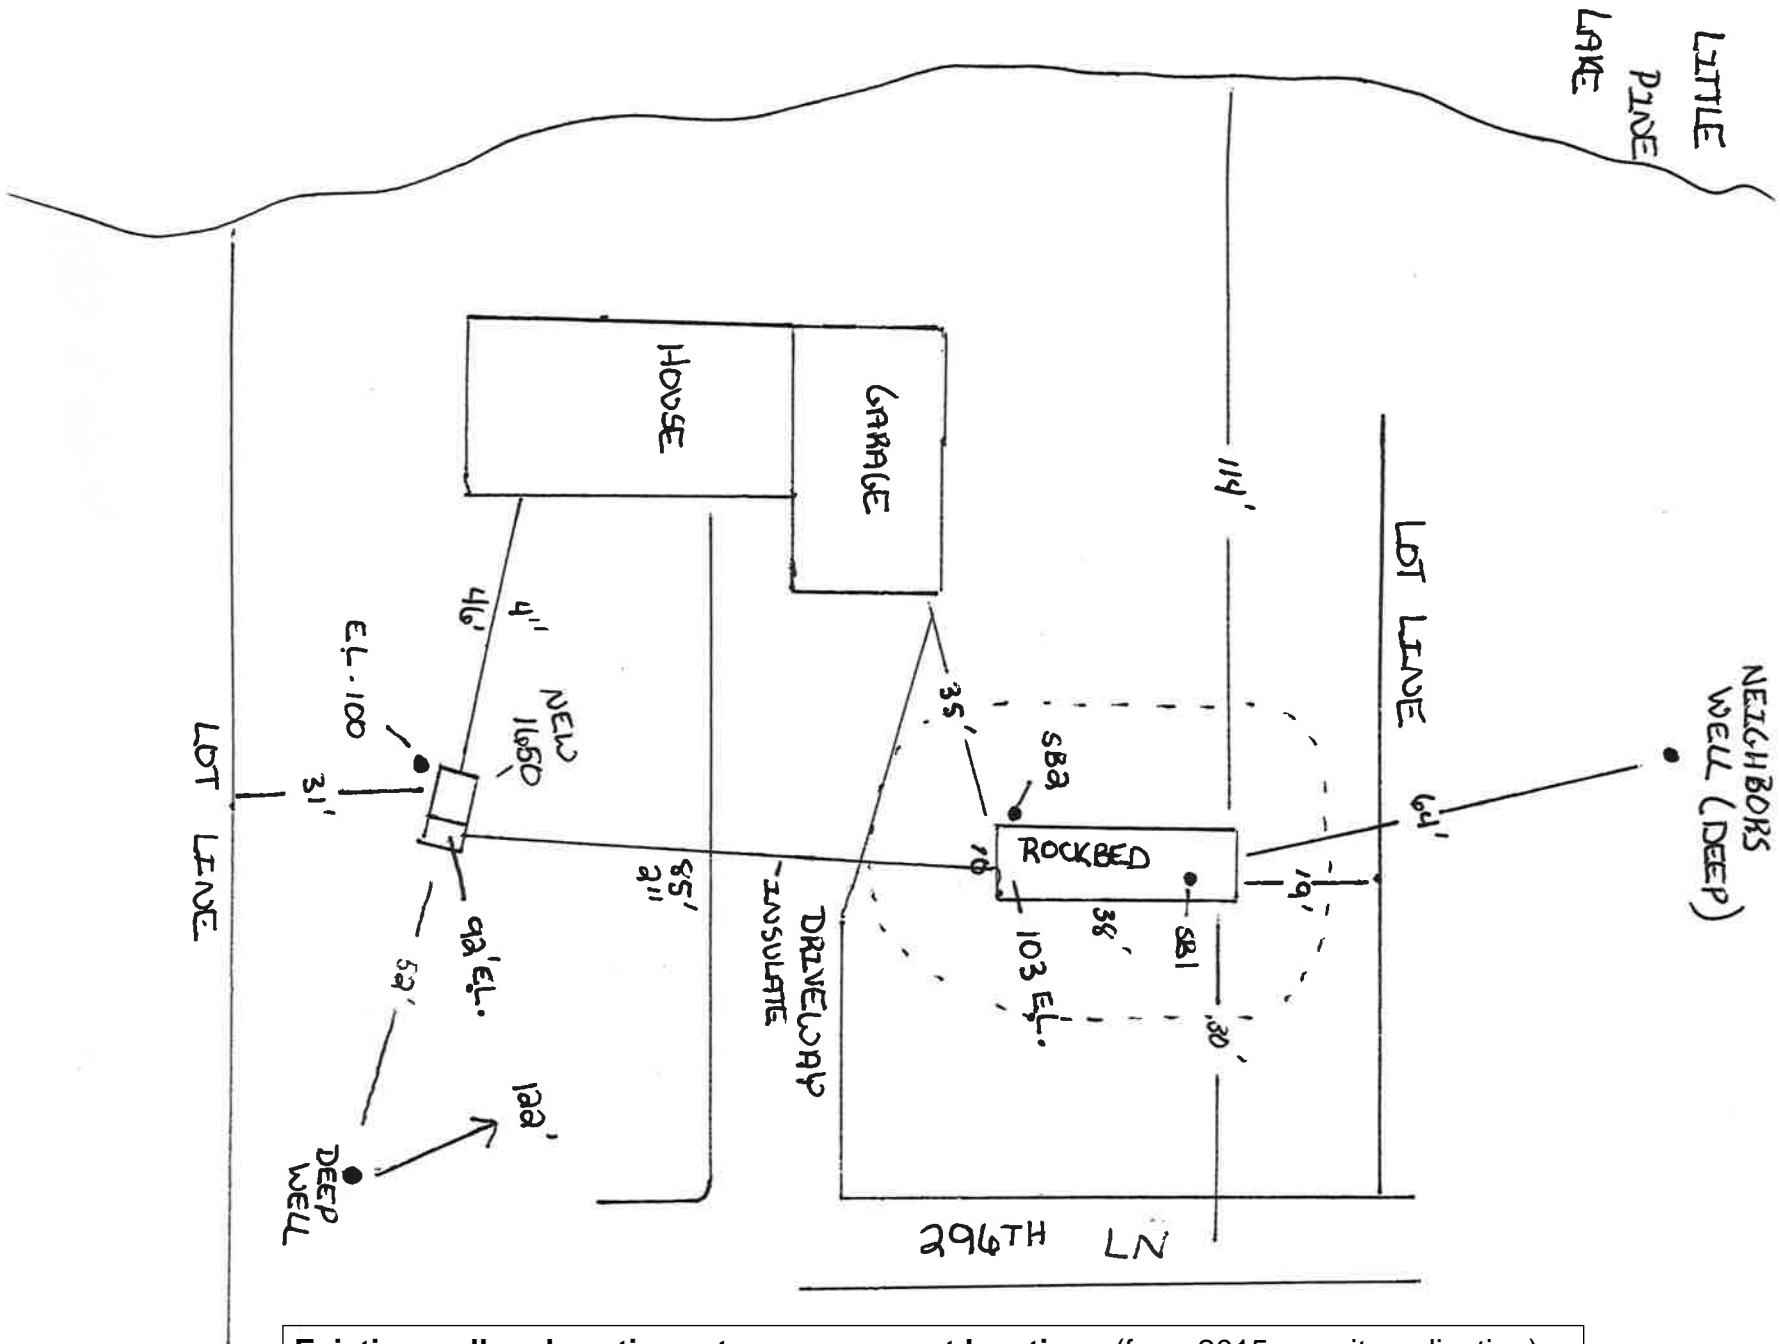 LITTLE
PINE
LAKE
HOUSE
GARAGE
114'
LOT LINE
NEIGHBORS
WELL (DEEP)
64'
4"
46'
E.L. 100
NEW
1650
31'
LOT LINE
35'
SB2
ROCKBED
10
19'
38'
SB1
103 E.L.
30'
85'
2"
INSULATE
DRIVEWAY
92' E.L.
52'
122'
DEEP
WELL
296TH LN